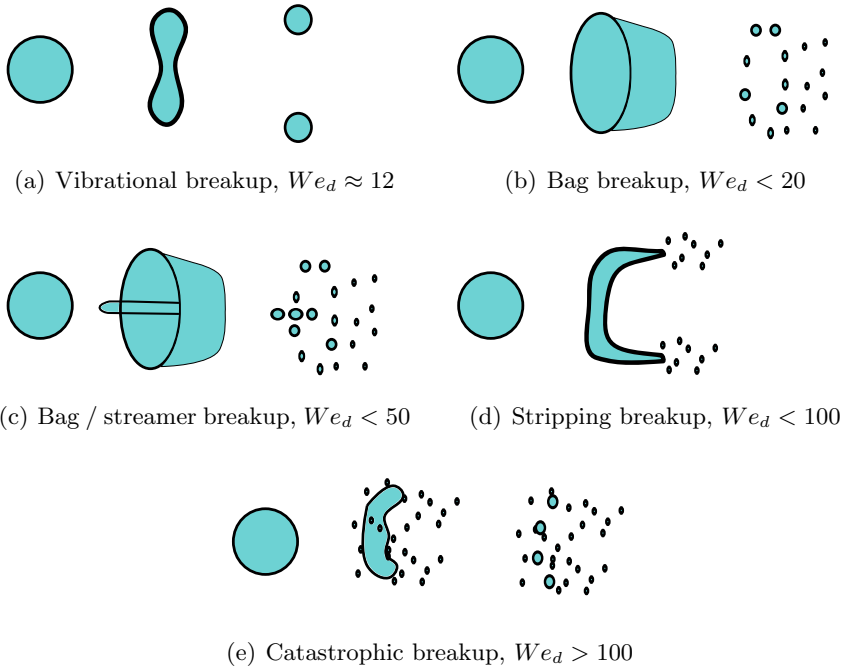 (a) Vibrational breakup, We_d ≈ 12
(b) Bag breakup, We_d < 20
(c) Bag / streamer breakup, We_d < 50
(d) Stripping breakup, We_d < 100
(e) Catastrophic breakup, We_d > 100